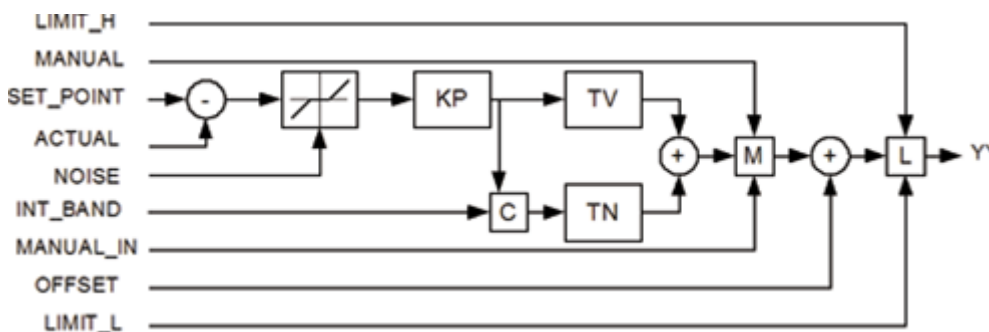 LIMIT_H
MANUAL
SET_POINT
-
KP
TV
ACTUAL
+
M
+
L
Y
NOISE
INT_BAND
C
TN
MANUAL_IN
OFFSET
LIMIT_L